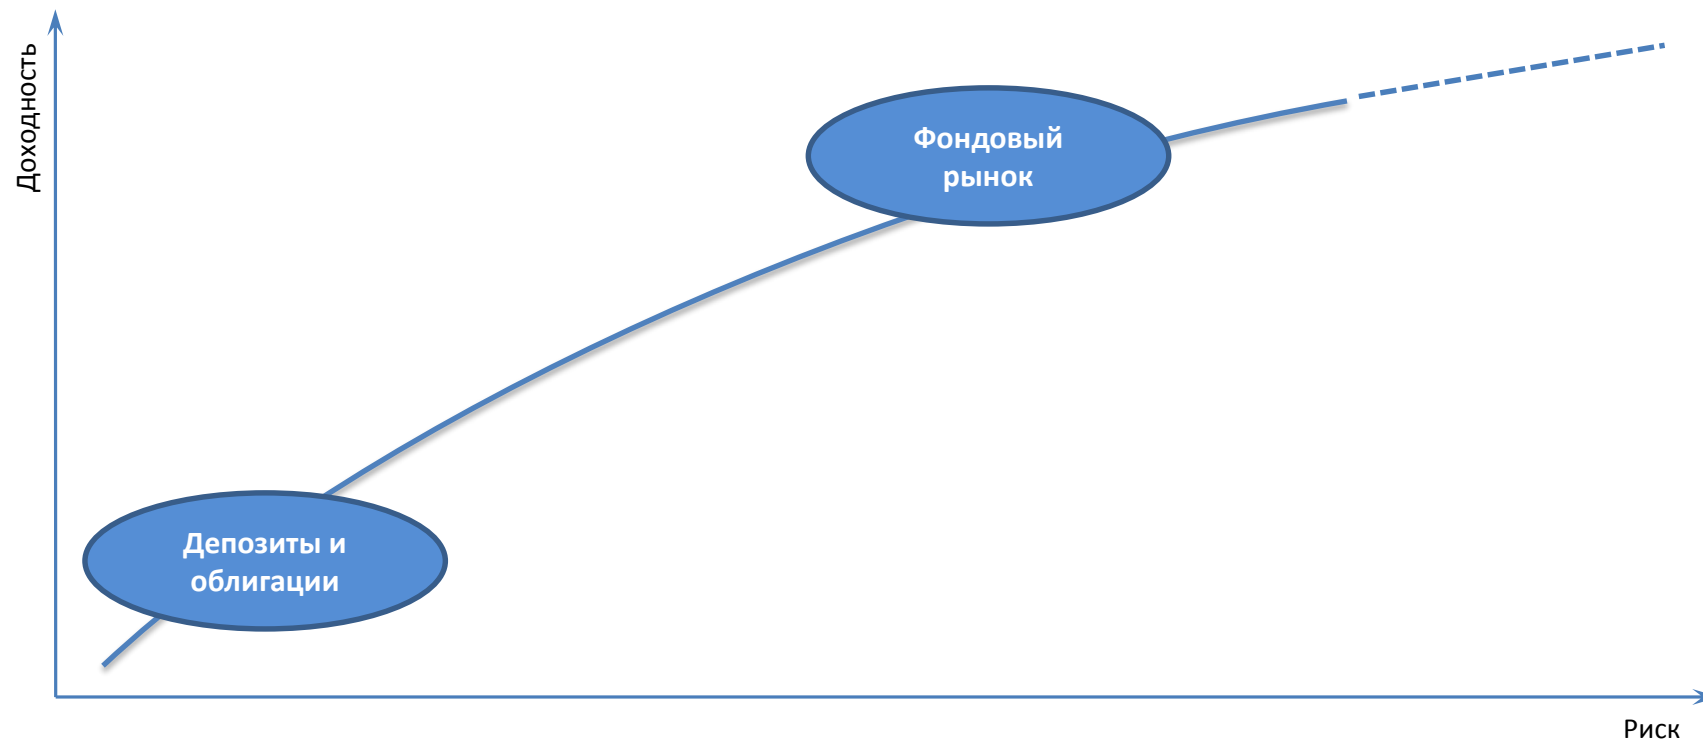 Доходность
Фондовый
рынок
Депозиты и
облигации
Риск